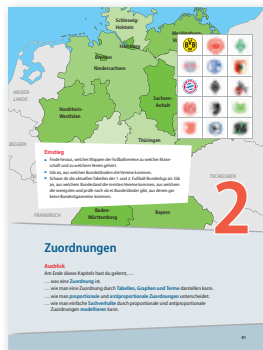 Schleswig-
Holstein
Hamburg
Bremen
Niedersachsen
NIEDER-
LANDE
BVB
09
Nordrhein-
Westfalen
Sachsen-
Anhalt
Thüringen
BELGIEN
Einstieg
Finde heraus, welches Wappen der Fußballvereine zu welcher Mann-
schaft und zu welchem Verein gehört.
Gib an, aus welchen Bundesländern die Vereine kommen.
Schaue dir die aktuellen Tabellen der 1. und 2. Fußball-Bundesliga an. Gib
an, aus welchem Bundesland die meisten Vereine kommen, aus welchem
die wenigsten und prüfe nach ob es Bundesländer gibt, aus denen gar
keine Bundesligavereine kommen.
TSCHECHIEN
2
FRANKREICH
Baden-
Württemberg
Bayern
Zuordnungen
Ausblick
Am Ende dieses Kapitels hast du gelernt, …
… was eine Zuordnung ist.
… wie man eine Zuordnung durch Tabellen, Graphen und Terme darstellen kann.
… wie man proportionale und antiproportionale Zuordnungen unterscheidet.
… wie man einfache Sachverhalte durch proportionale und antiproportionale
Zuordnungen modellieren kann.